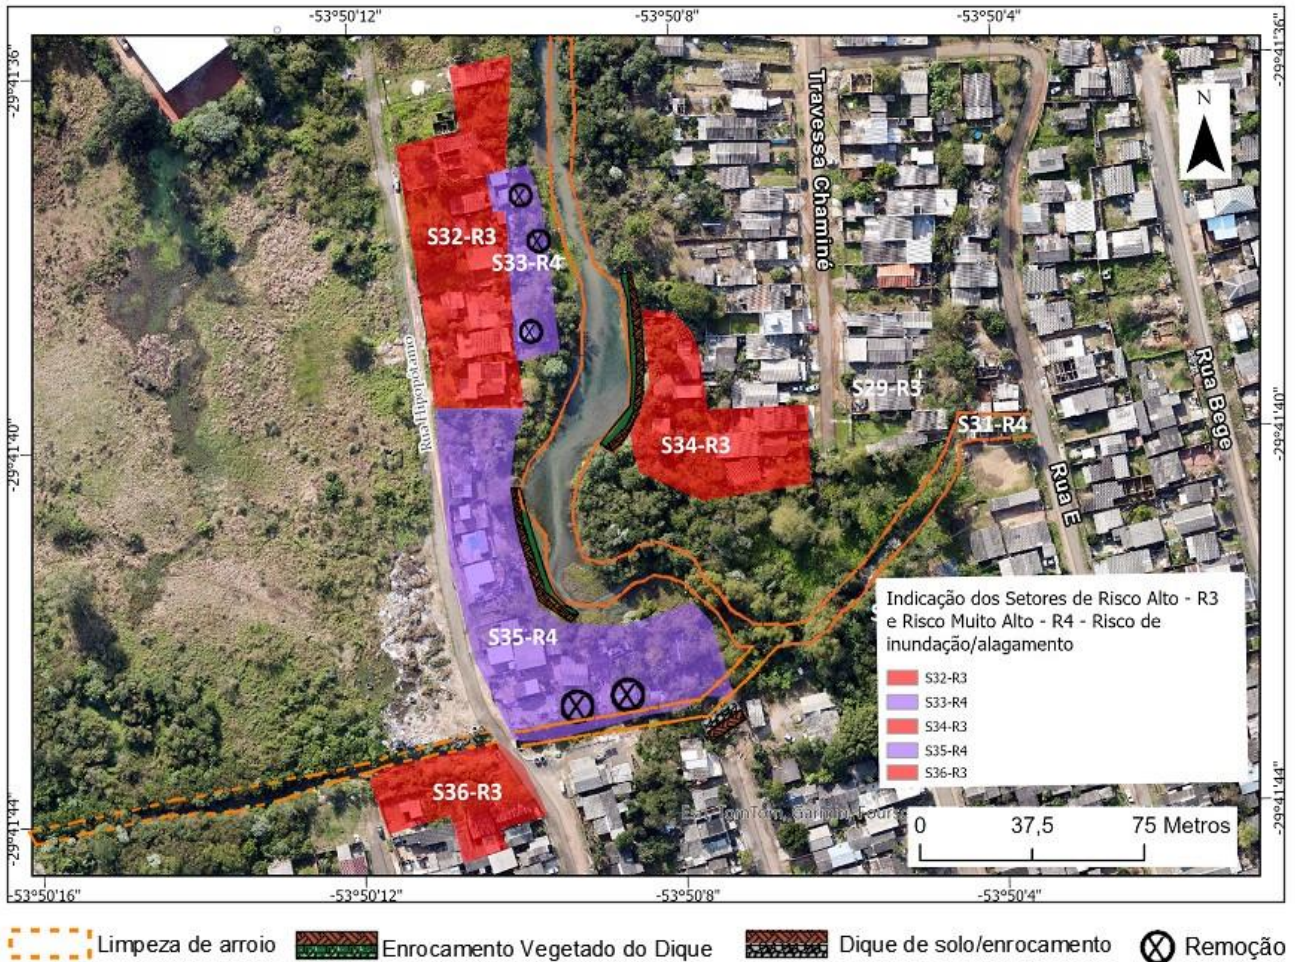 -53°50'12" -53°50'8" -53°50'4"
-29°41'36" -29°41'36"
N
Travessa Chaminé
S32-R3
S33-R4
Rua Hipopotamo
Rua Bege
S29-R3
-29°41'40" -29°41'40"
S31-R4
S34-R3
Rua E
S35-R4
Indicação dos Setores de Risco Alto - R3
e Risco Muito Alto - R4 - Risco de
inundação/alagamento
S32-R3
S33-R4
S34-R3
S35-R4
S36-R3
S36-R3
TomTom, Garmin,
0 37,5 75 Metros
-29°41'44" -29°41'44"
-53°50'16" -53°50'12" -53°50'8" -53°50'4"
Limpeza de arroio Enrocamento Vegetado do Dique Dique de solo/enrocamento Remoção